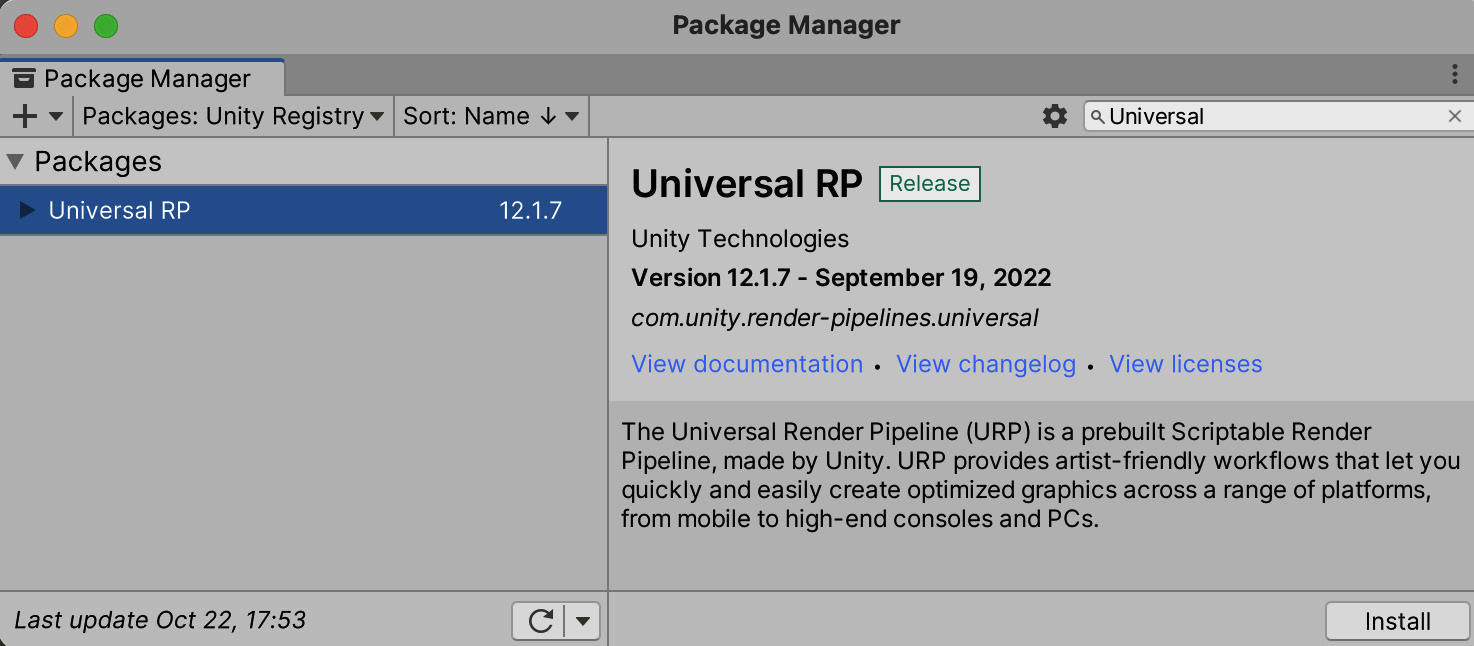 Package Manager
Package Manager
Packages: Unity Registry
Sort: Name ↓
Universal
Packages
Universal RP 12.1.7
Universal RP Release
Unity Technologies
Version 12.1.7 - September 19, 2022
com.unity.render-pipelines.universal
View documentation • View changelog • View licenses
The Universal Render Pipeline (URP) is a prebuilt Scriptable Render
Pipeline, made by Unity. URP provides artist-friendly workflows that let you
quickly and easily create optimized graphics across a range of platforms,
from mobile to high-end consoles and PCs.
Last update Oct 22, 17:53
Install